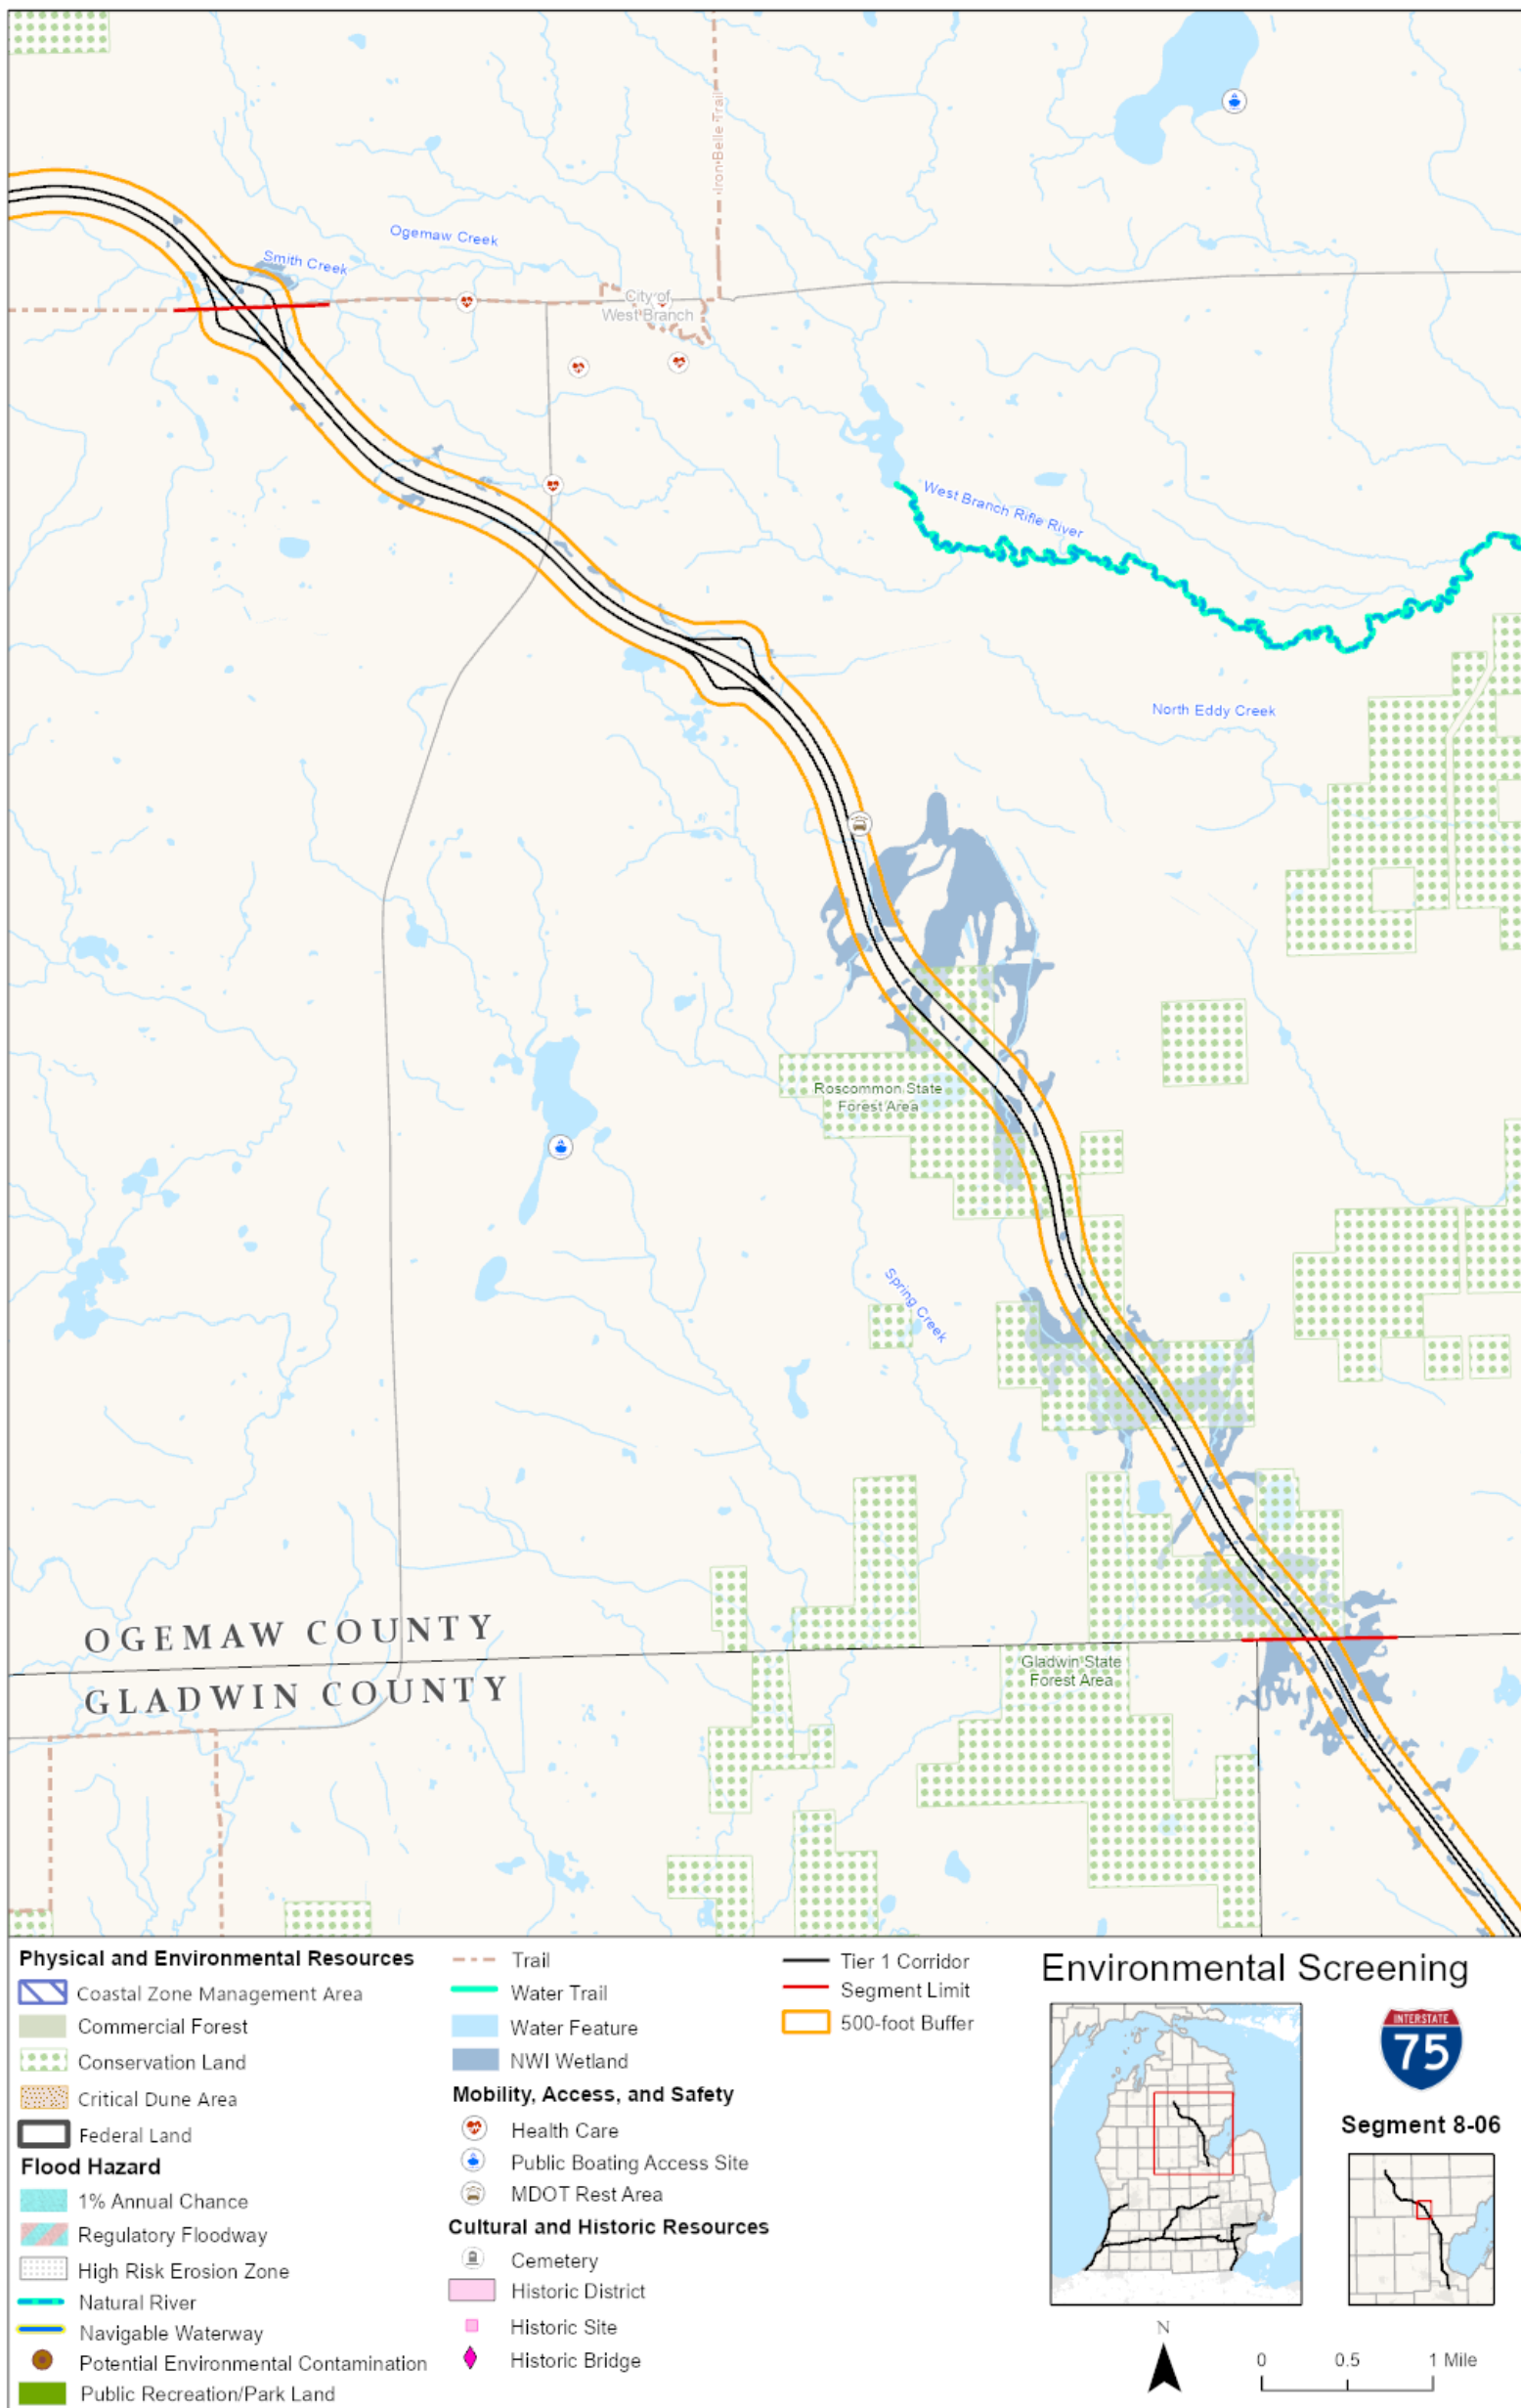 Iron Belle Trail
Ogemaw Creek
Smith Creek
City of
West Branch
West Branch Rifle River
North Eddy Creek
Roscommon State
Forest Area
Spring Creek
OGEMAW COUNTY
GLADWIN COUNTY
Gladwin State
Forest Area
Physical and Environmental Resources
Coastal Zone Management Area
Commercial Forest
Conservation Land
Critical Dune Area
Federal Land
Flood Hazard
1% Annual Chance
Regulatory Floodway
High Risk Erosion Zone
Natural River
Navigable Waterway
Potential Environmental Contamination
Public Recreation/Park Land
Trail
Water Trail
Water Feature
NWI Wetland
Mobility, Access, and Safety
Health Care
Public Boating Access Site
MDOT Rest Area
Cultural and Historic Resources
Cemetery
Historic District
Historic Site
Historic Bridge
Tier 1 Corridor
Segment Limit
500-foot Buffer
Environmental Screening
INTERSTATE
75
Segment 8-06
N
0 0.5 1 Mile